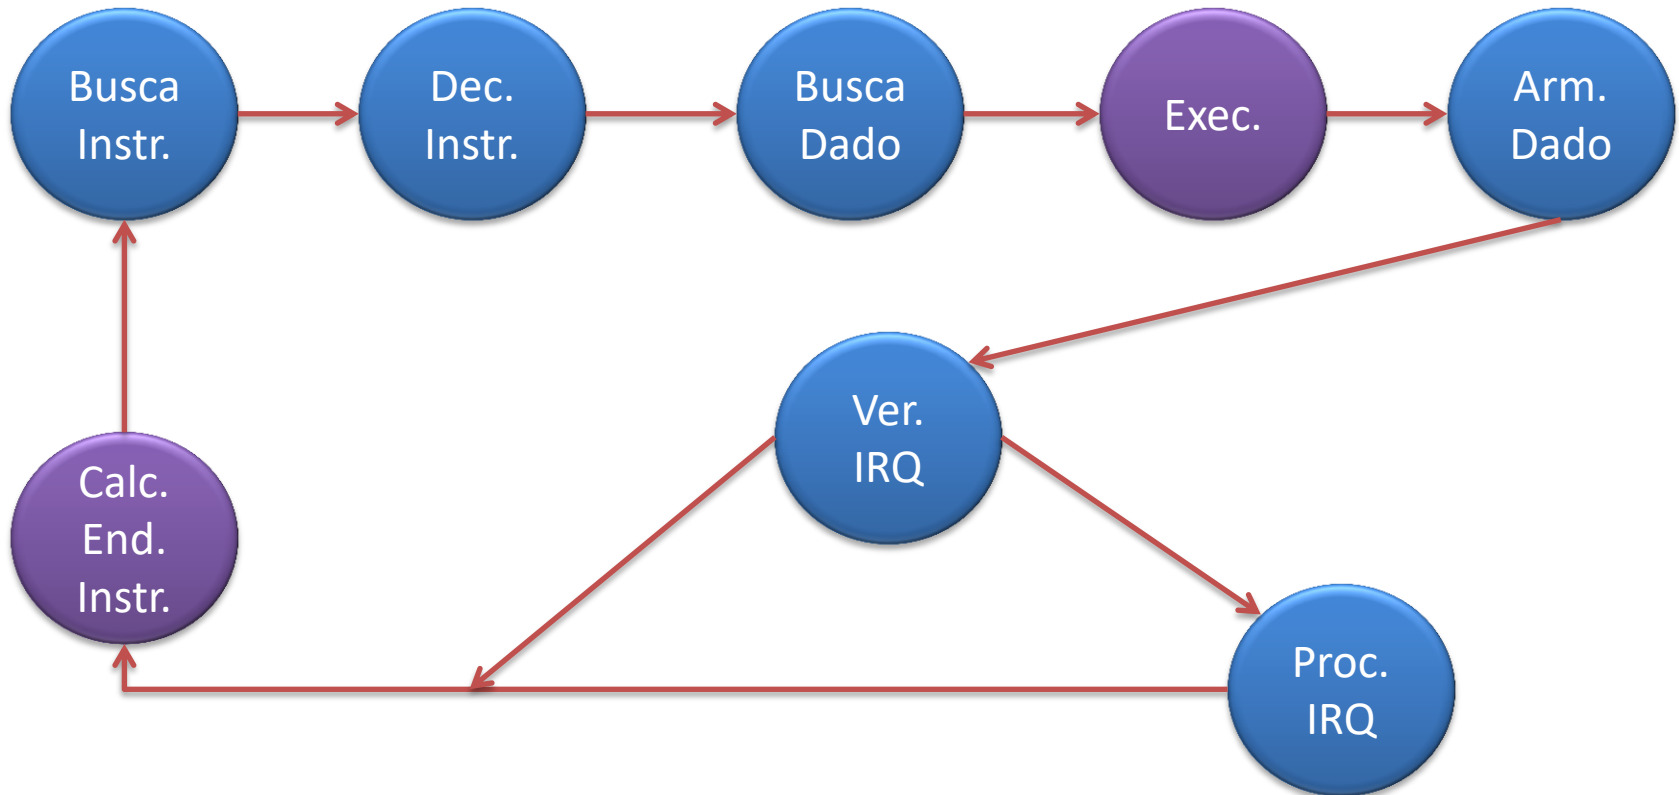 Busca
Instr.
Dec.
Instr.
Busca
Dado
Exec.
Arm.
Dado
Ver.
IRQ
Calc.
End.
Instr.
Proc.
IRQ